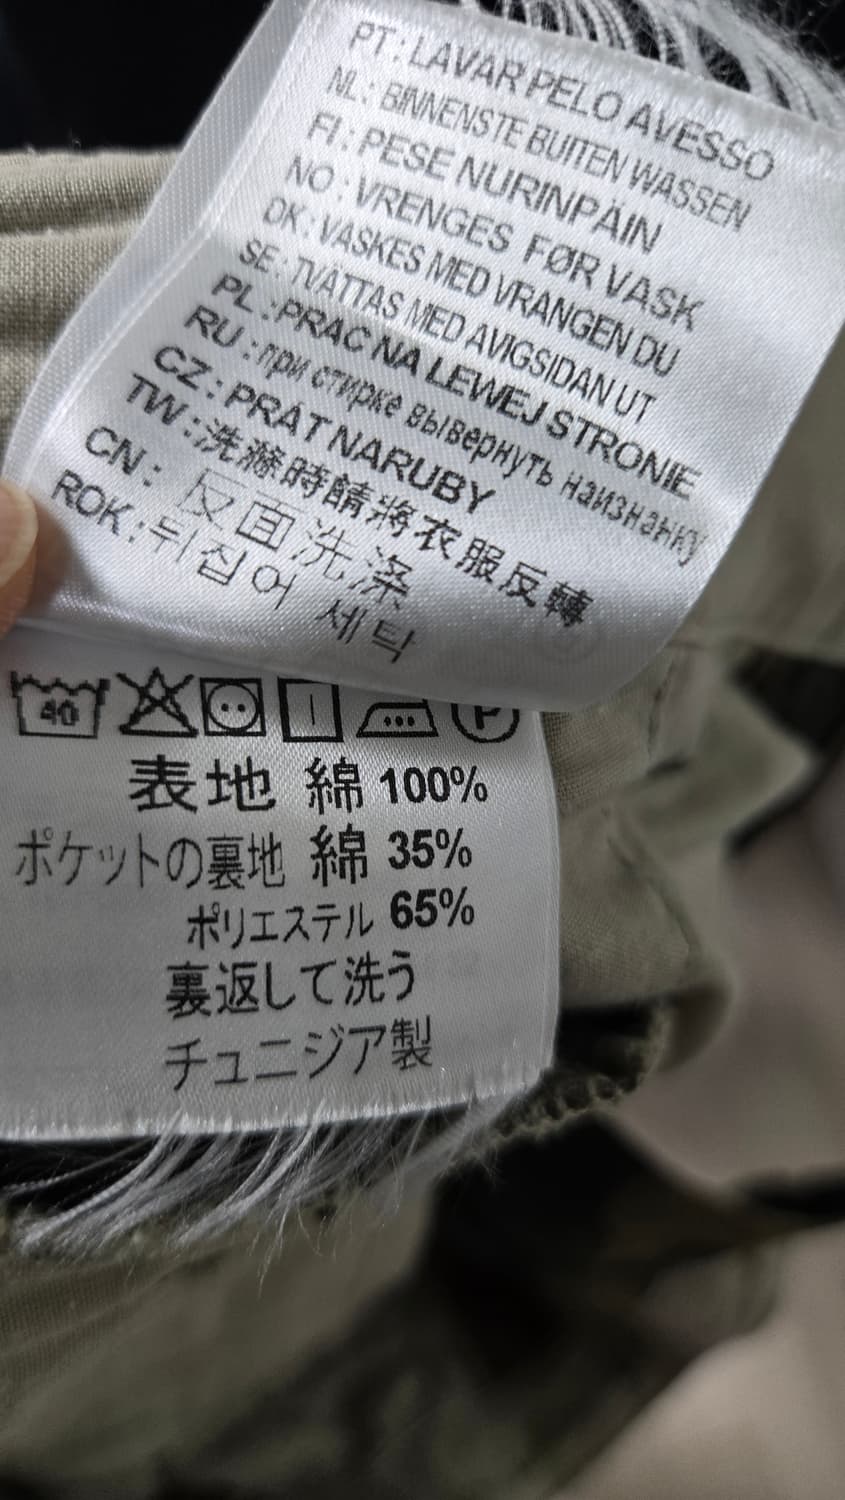 PT: LAVAR PELO AVESSO
NL: BINNENSTE BUITEN WASSEN
FI: PESE NURINPÄIN
NO: VRENGES FØR VASK
DK: VASKES MED VRANGEN DU
SE: TVÄTTAS MED AVIGSIDAN UT
PL: PRAC NA LEWEJ STRONIE
RU: при стирке вывернуть наизнанку
CZ: PRÁT NARUBY
TW: 洗滌時請將衣服反轉
CN: 反面洗涤
ROK: 뒤집어 세탁
40
P
表地 綿 100%
ポケットの裏地 綿 35%
ポリエステル 65%
裏返して洗う
チュニジア製